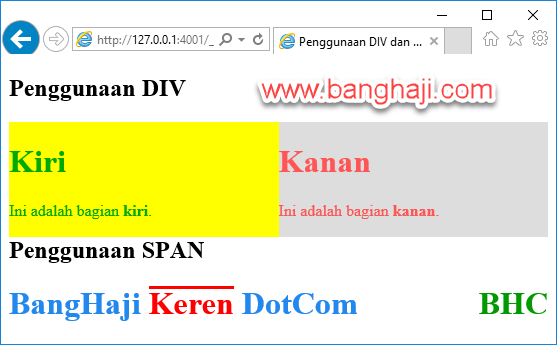 http://127.0.0.1:4001/_
Penggunaan DIV dan ...
Penggunaan DIV
www.banghaji.com
Kiri
Kanan
Ini adalah bagian kiri.
Ini adalah bagian kanan.
Penggunaan SPAN
BangHaji Keren DotCom BHC